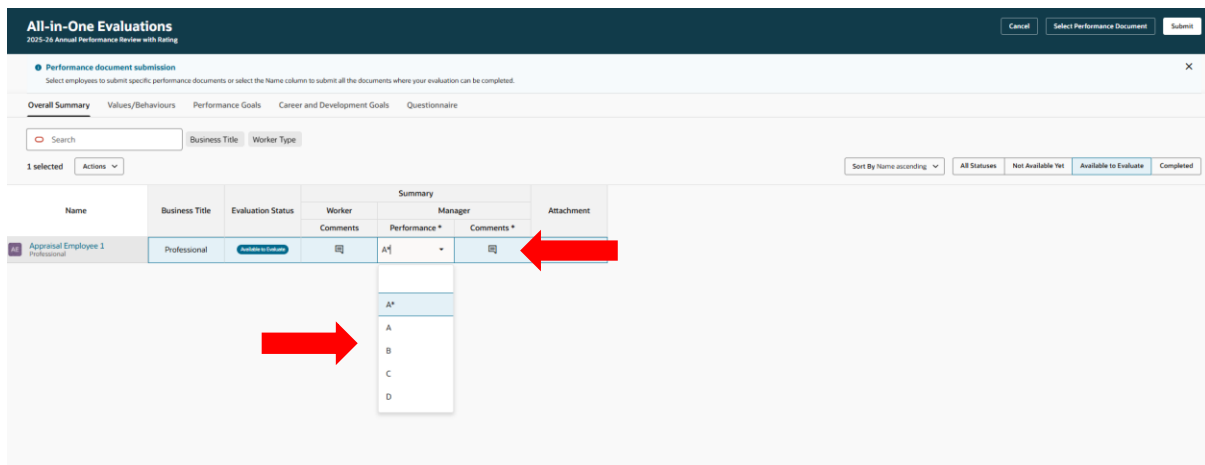 All-in-One Evaluations
2025-26 Annual Performance Review with Rating
Cancel
Select Performance Document
Submit
Performance document submission
Select employees to submit specific performance documents or select the Name column to submit all the documents where your evaluation can be completed.
Overall Summary Values/Behaviours Performance Goals Career and Development Goals Questionnaire
Search
Business Title Worker Type
1 selected
Actions
Sort By Name ascending
All Statuses Not Available Yet Available to Evaluate Completed
Summary
Name Business Title Evaluation Status Worker Manager Attachment
Comments Performance * Comments *
AE
Appraisal Employee 1
Professional
Professional
Available to Evaluate
A*
A*
A
B
C
D